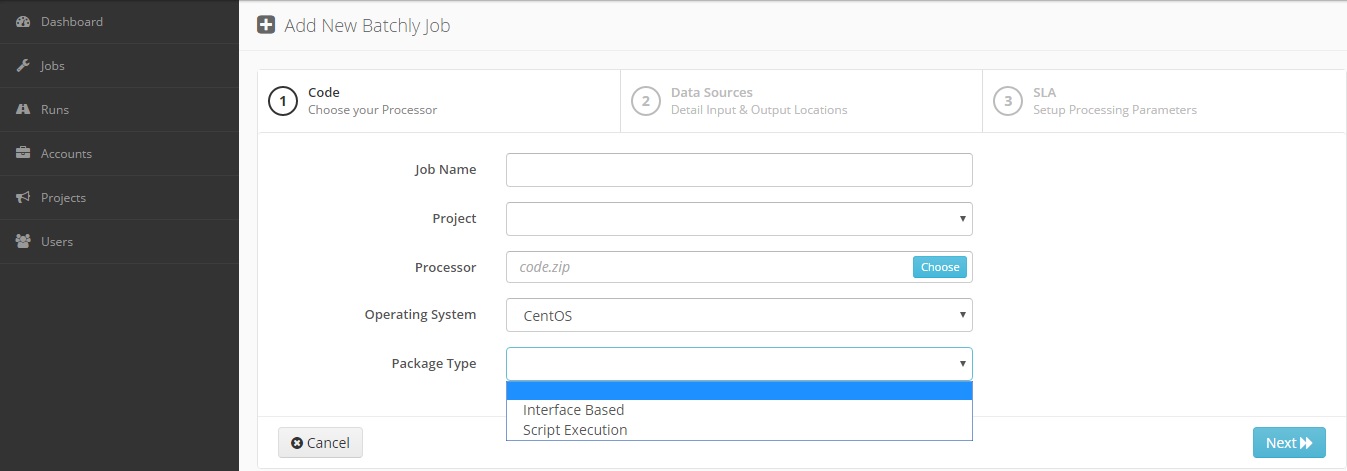 Dashboard
Jobs
Runs
Accounts
Projects
Users
Add New Batchly Job
1
Code
Choose your Processor
2
Data Sources
Detail Input & Output Locations
3
SLA
Setup Processing Parameters
Job Name
Project
Processor
code.zip
Choose
Operating System
CentOS
Package Type
Interface Based
Script Execution
Cancel
Next